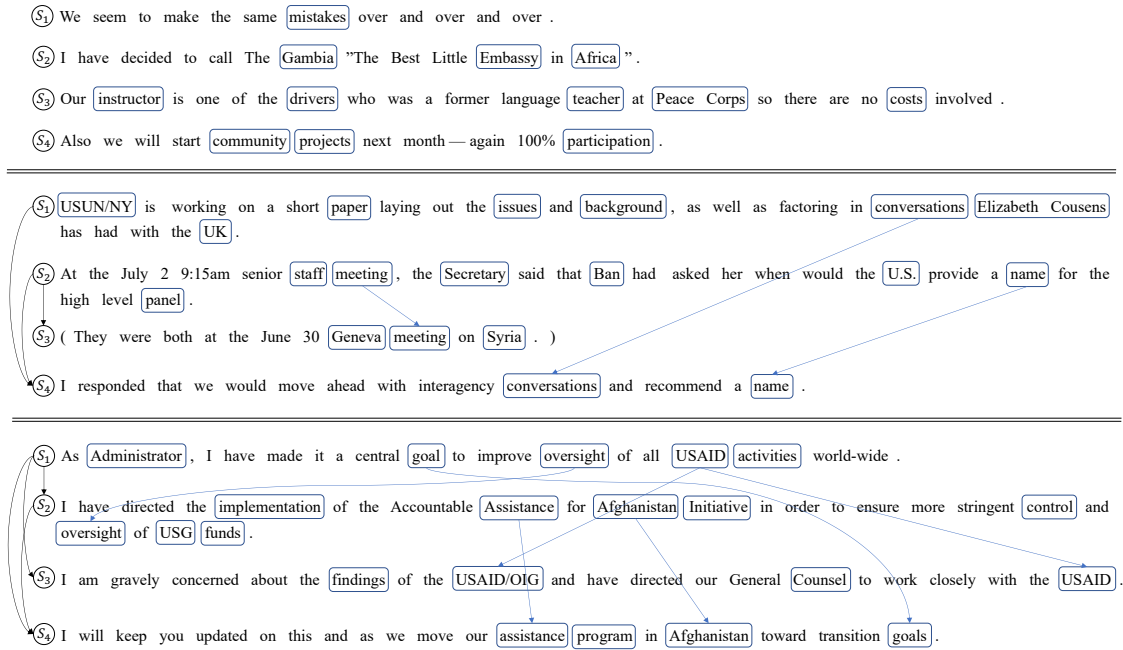 S1 We seem to make the same mistakes over and over and over .
S2 I have decided to call The Gambia ”The Best Little Embassy in Africa ” .
S3 Our instructor is one of the drivers who was a former language teacher at Peace Corps so there are no costs involved .
S4 Also we will start community projects next month — again 100% participation .
S1 USUN/NY is working on a short paper laying out the issues and background , as well as factoring in conversations Elizabeth Cousens
has had with the UK .
S2 At the July 2 9:15am senior staff meeting , the Secretary said that Ban had asked her when would the U.S. provide a name for the
high level panel .
S3 ( They were both at the June 30 Geneva meeting on Syria . )
S4 I responded that we would move ahead with interagency conversations and recommend a name .
S1 As Administrator , I have made it a central goal to improve oversight of all USAID activities world-wide .
S2 I have directed the implementation of the Accountable Assistance for Afghanistan Initiative in order to ensure more stringent control and
oversight of USG funds .
S3 I am gravely concerned about the findings of the USAID/OIG and have directed our General Counsel to work closely with the USAID .
S4 I will keep you updated on this and as we move our assistance program in Afghanistan toward transition goals .